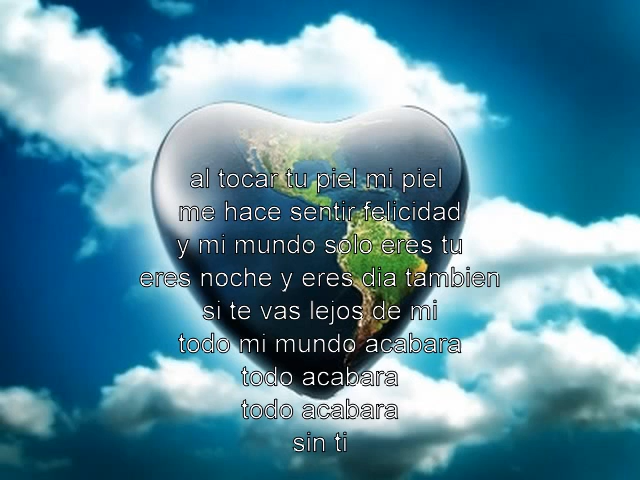 al tocar tu piel mi piel
me hace sentir felicidad
y mi mundo solo eres tu
eres noche y eres dia tambien
si te vas lejos de mi
todo mi mundo acabara
todo acabara
todo acabara
sin ti